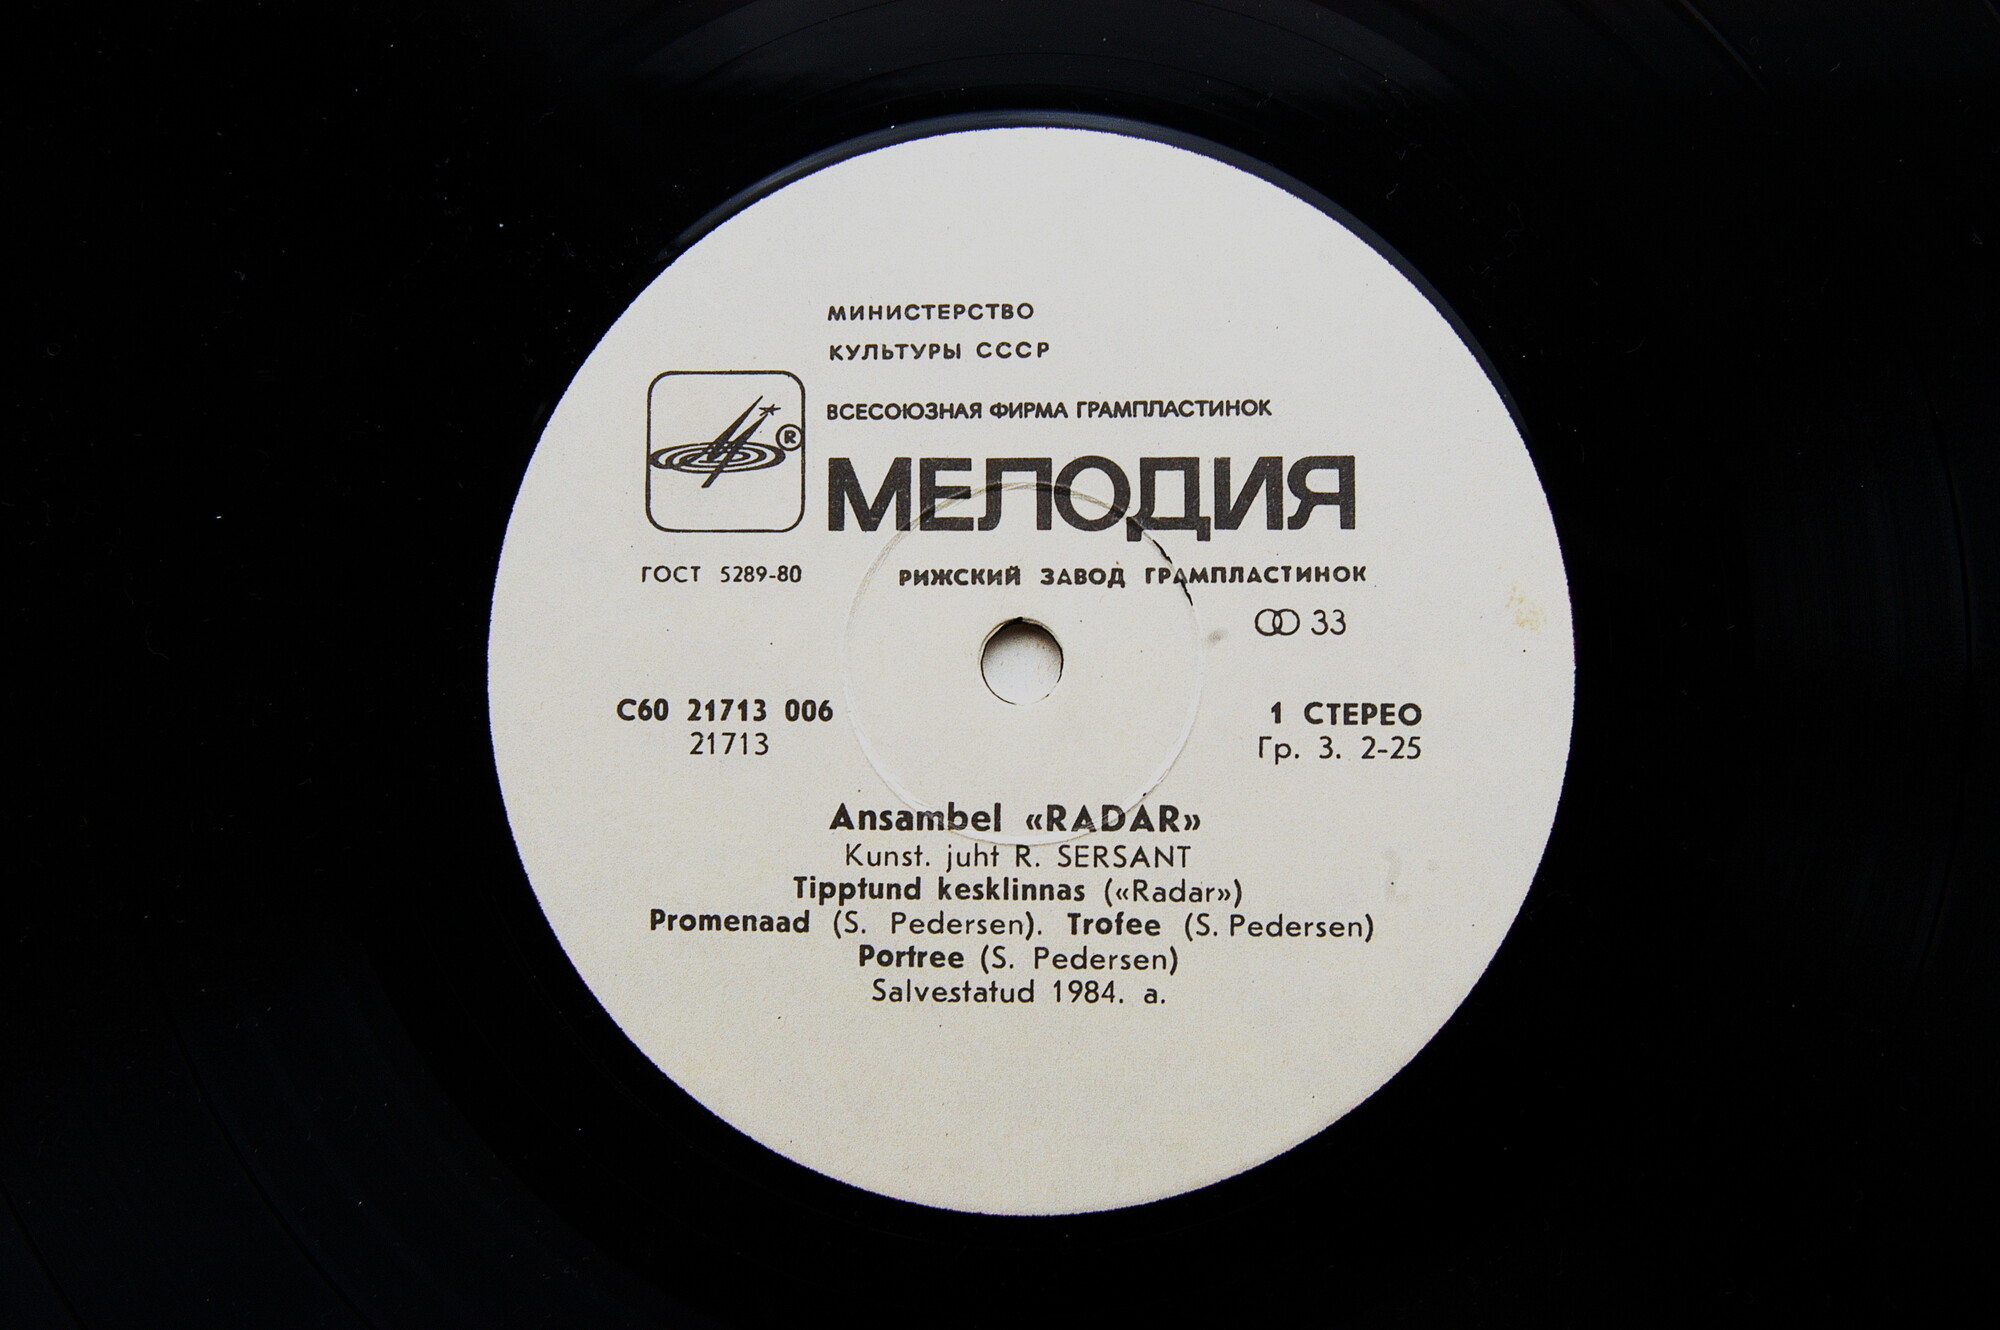 МИНИСТЕРСТВО
КУЛЬТУРЫ СССР
ВСЕСОЮЗНАЯ ФИРМА ГРАМПЛАСТИНОК
®
МЕЛОДИЯ
ГОСТ 5289-80 РИЖСКИЙ ЗАВОД ГРАМПЛАСТИНОК
33
С60 21713 006 1 СТЕРЕО
21713 Гр. 3. 2-25
Ansambel «RADAR»
Kunst. juht R. SERSANT
Tipptund kesklinnas («Radar»)
Promenaad (S. Pedersen). Trofee (S. Pedersen)
Portree (S. Pedersen)
Salvestatud 1984. a.